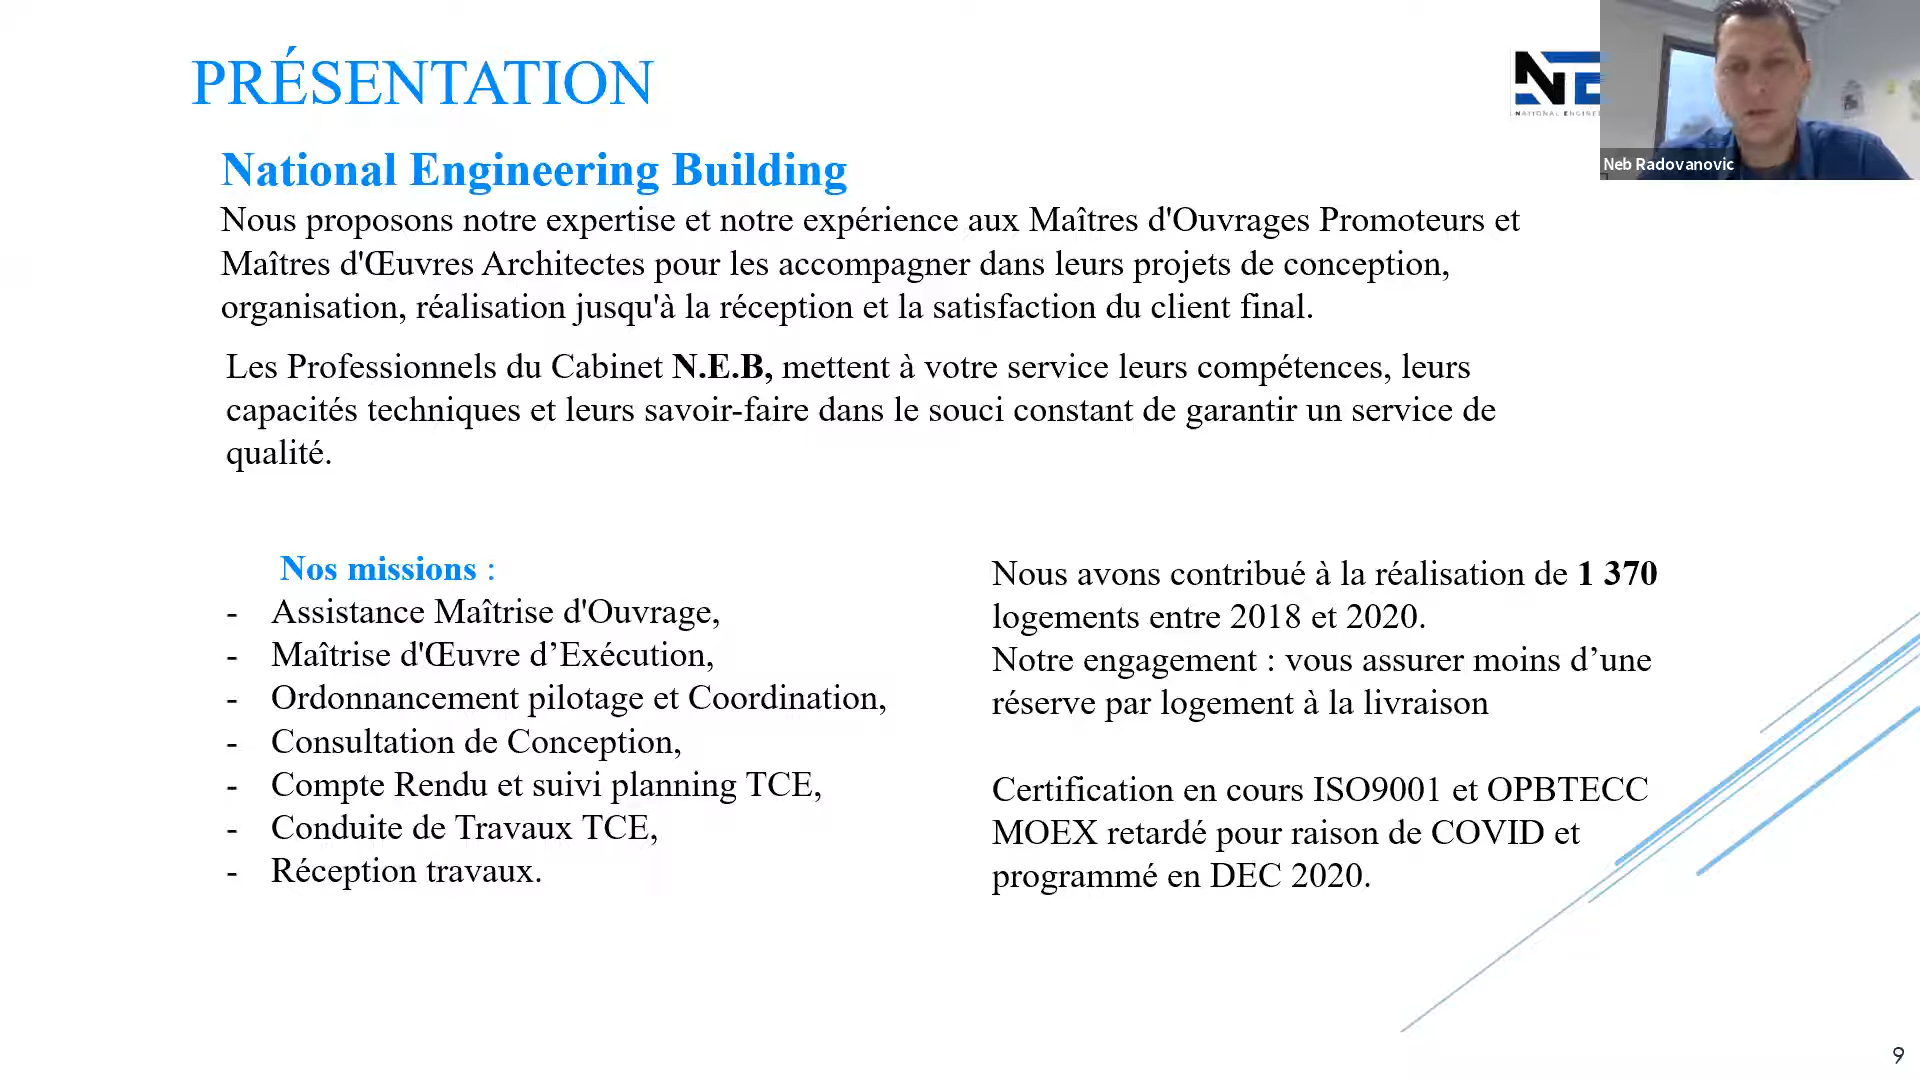 PRÉSENTATION
National Engineering Building
Nous proposons notre expertise et notre expérience aux Maîtres d'Ouvrages Promoteurs et
Maîtres d'Œuvres Architectes pour les accompagner dans leurs projets de conception,
organisation, réalisation jusqu'à la réception et la satisfaction du client final.
Les Professionnels du Cabinet N.E.B, mettent à votre service leurs compétences, leurs
capacités techniques et leurs savoir-faire dans le souci constant de garantir un service de
qualité.
Nos missions :
- Assistance Maîtrise d'Ouvrage,
- Maîtrise d'Œuvre d’Exécution,
- Ordonnancement pilotage et Coordination,
- Consultation de Conception,
- Compte Rendu et suivi planning TCE,
- Conduite de Travaux TCE,
- Réception travaux.
Nous avons contribué à la réalisation de 1 370
logements entre 2018 et 2020.
Notre engagement : vous assurer moins d’une
réserve par logement à la livraison
Certification en cours ISO9001 et OPBTECC
MOEX retardé pour raison de COVID et
programmé en DEC 2020.
NE
NATIONAL
Neb Radovanovic
9